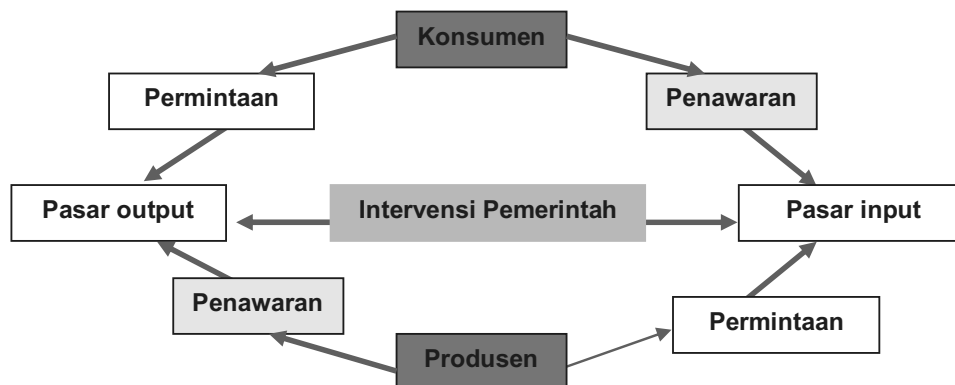 Konsumen
Permintaan
Penawaran
Pasar output
Intervensi Pemerintah
Pasar input
Penawaran
Permintaan
Produsen